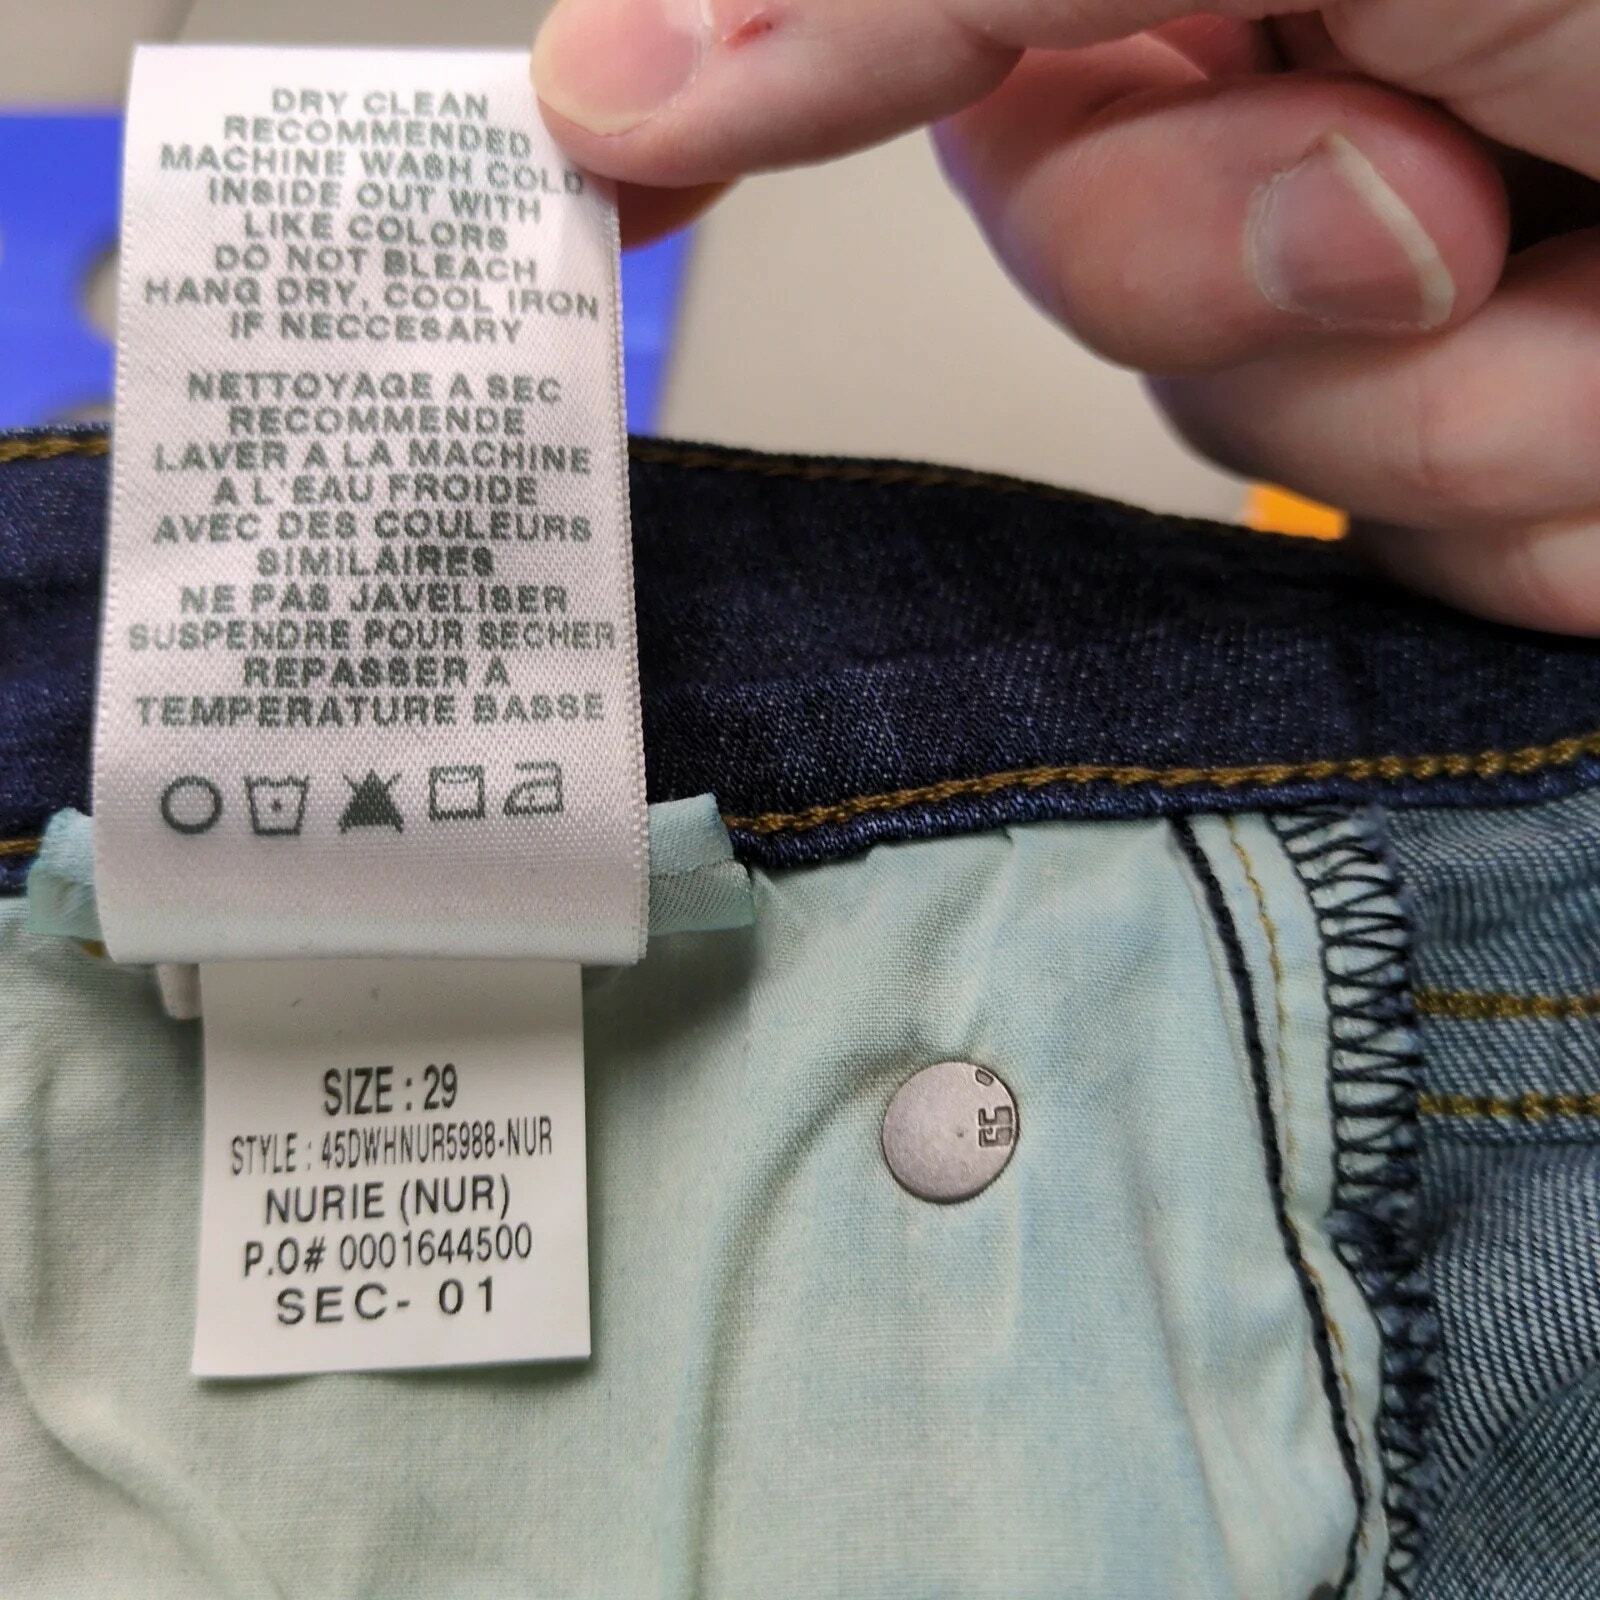 DRY CLEAN
RECOMMENDED
MACHINE WASH COLD
INSIDE OUT WITH
LIKE COLORS
DO NOT BLEACH
HANG DRY, COOL IRON
IF NECCESARY
NETTOYAGE A SEC
RECOMMENDE
LAVER A LA MACHINE
A L'EAU FROIDE
AVEC DES COULEURS
SIMILAIRES
NE PAS JAVELISER
SUSPENDRE POUR SECHER
REPASSER A
TEMPERATURE BASSE
SIZE : 29
STYLE : 45DWHNUR5988-NUR
NURIE (NUR)
P.O# 0001644500
SEC- 01